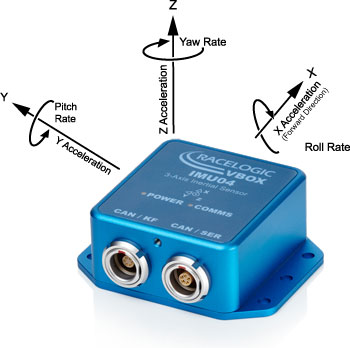 Z
Yaw Rate
Z Acceleration
Y
Pitch
Rate
Y Acceleration
X
X Acceleration
(Forward Direction)
Roll Rate
RACELOGIC
VBOX
IMU04
3-Axis Inertial Sensor
X
Z
POWER COMMS
CAN / KF
CAN / SER